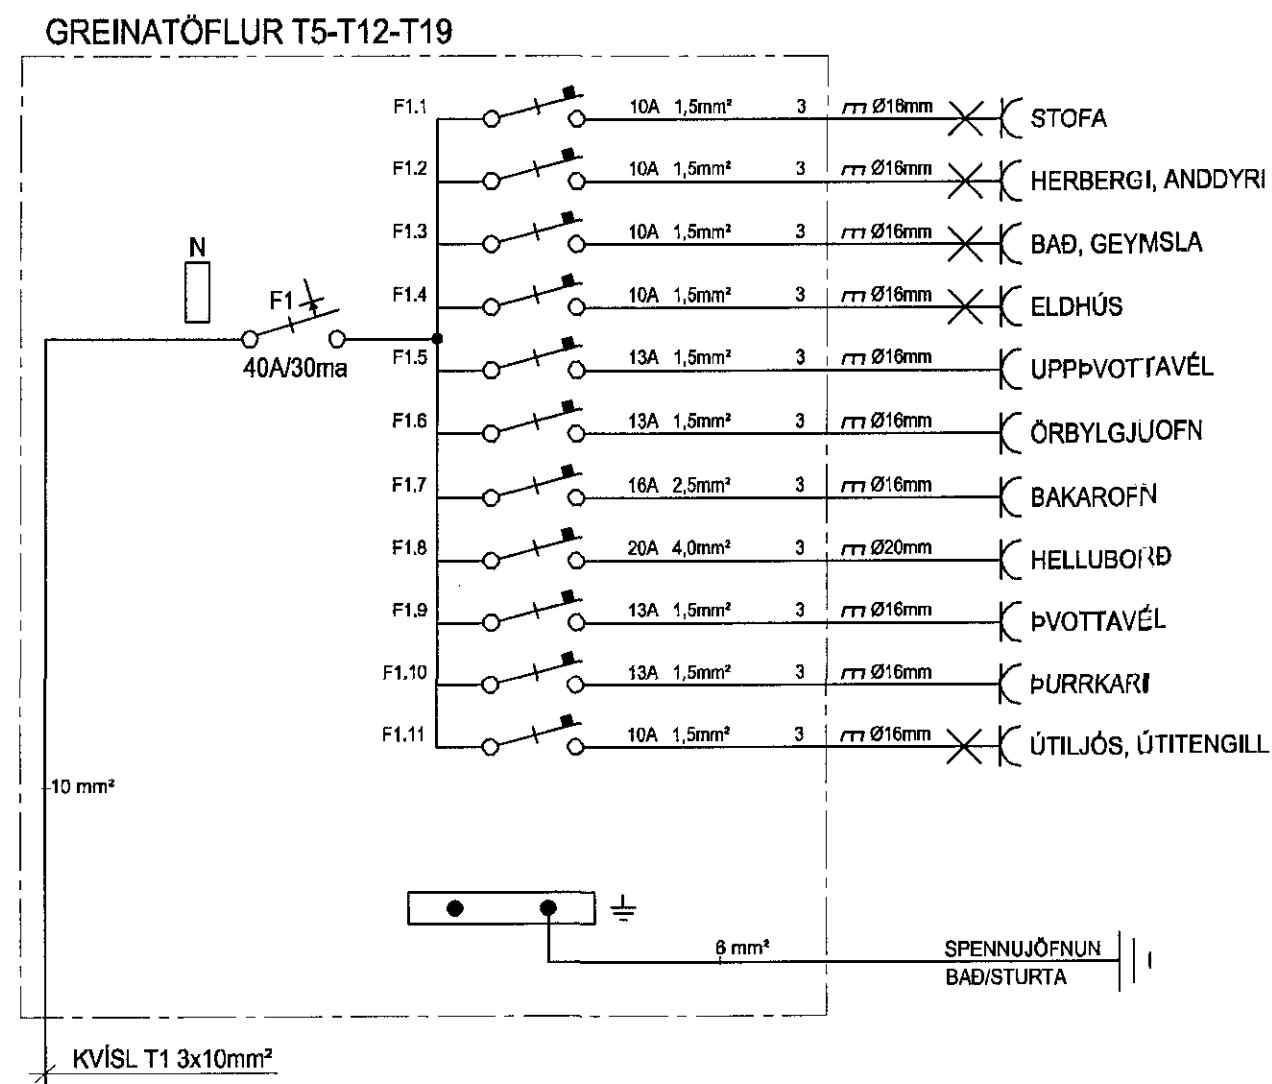 GREINATÖFLUR T5-T12-T19
F1.1 10A 1,5mm² 3 Ø16mm STOFA
F1.2 10A 1,5mm² 3 Ø16mm HERBERGI, ANDDYRI
F1.3 10A 1,5mm² 3 Ø16mm BAÐ, GEYMSLA
N
F1.4 10A 1,5mm² 3 Ø16mm ELDHÚS
F1
40A/30ma
F1.5 13A 1,5mm² 3 Ø16mm UPPÞVOTTAVÉL
F1.6 13A 1,5mm² 3 Ø16mm ÖRBYLGJUOFN
F1.7 16A 2,5mm² 3 Ø16mm BAKAROFN
F1.8 20A 4,0mm² 3 Ø20mm HELLUBORÐ
F1.9 13A 1,5mm² 3 Ø16mm ÞVOTTAVÉL
F1.10 13A 1,5mm² 3 Ø16mm ÞURRKARI
F1.11 10A 1,5mm² 3 Ø16mm ÚTILJÓS, ÚTITENGILL
10 mm²
6 mm²
SPENNUJÖFNUN
BAÐ/STURTA
KVÍSL T1 3x10mm²